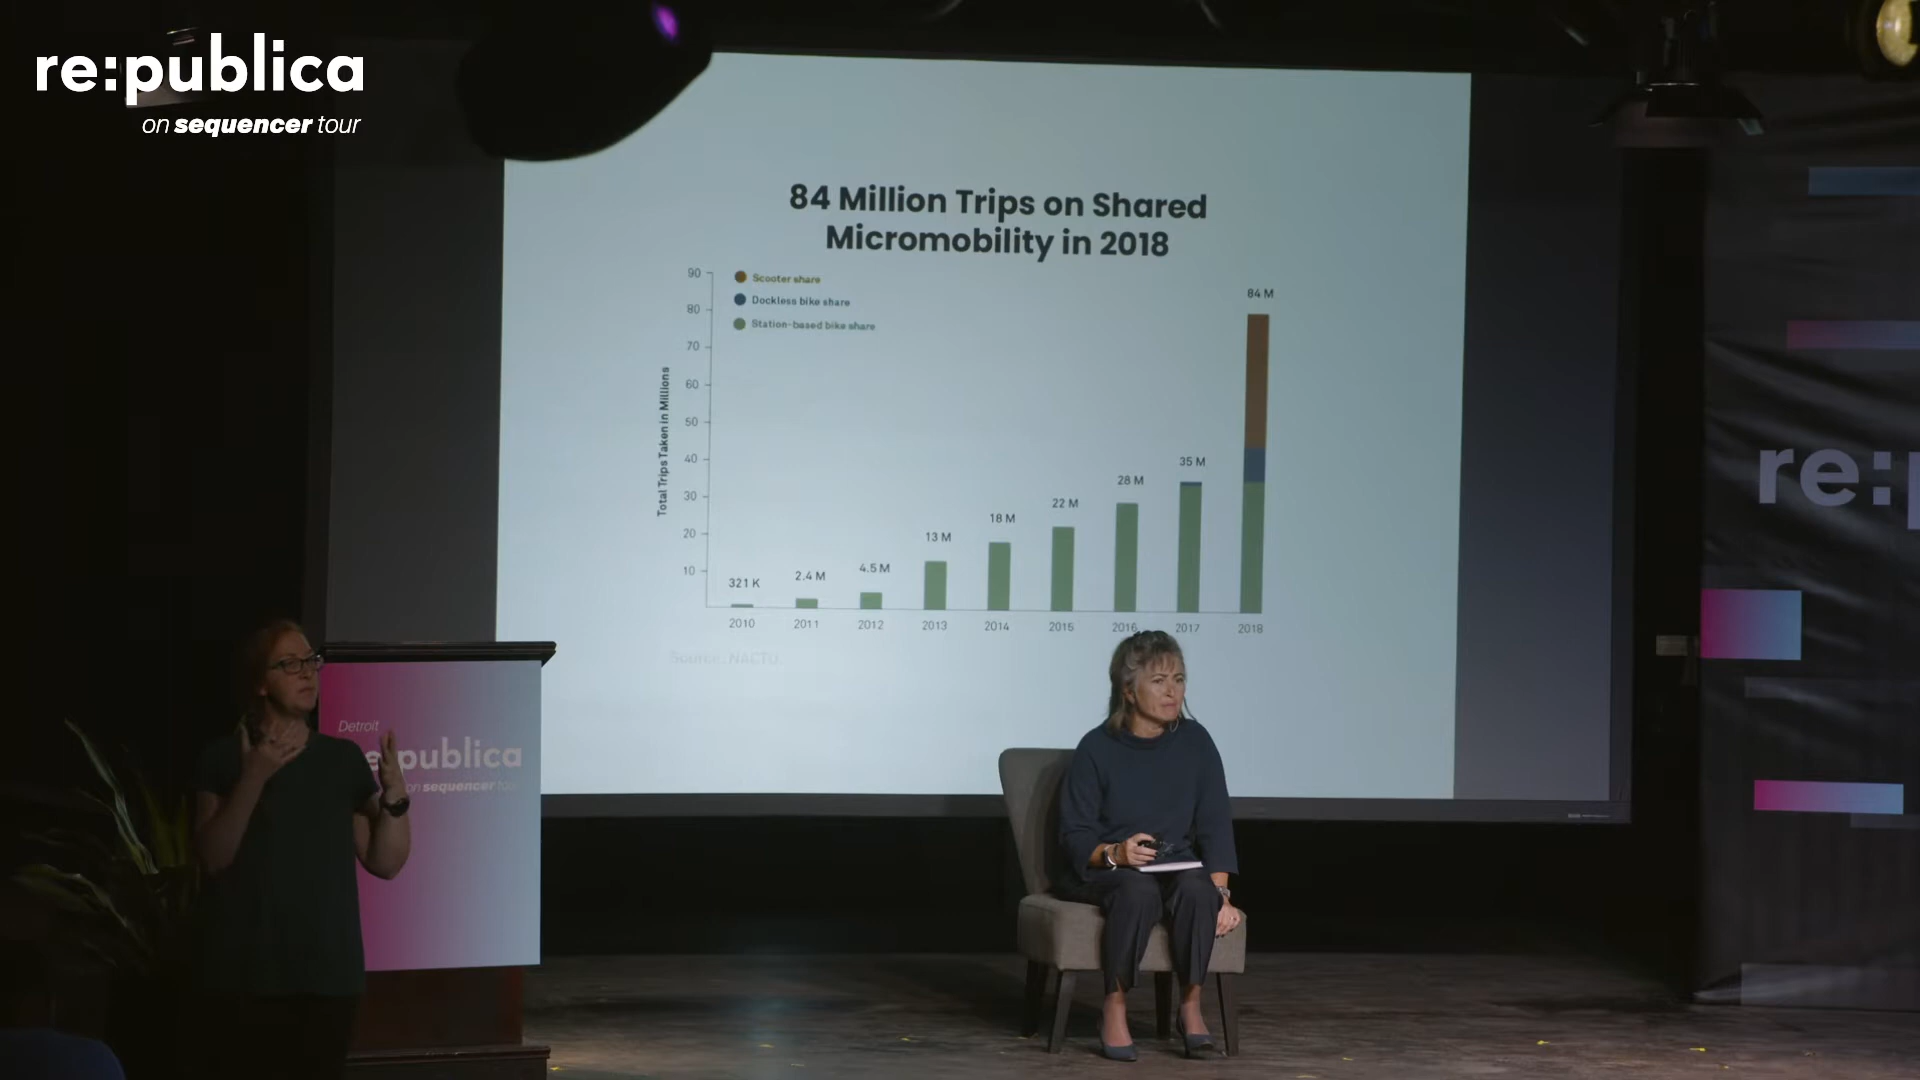 re:publica
on sequencer tour
84 Million Trips on Shared
Micromobility in 2018
Scooter share
Dockless bike share
Station-based bike share
Total Trips Taken in Millions
90
80
70
60
50
40
30
20
10
321 K
2.4 M
4.5 M
13 M
18 M
22 M
28 M
35 M
84 M
2010
2011
2012
2013
2014
2015
2016
2017
2018
Source: NACTO.
Detroit
re:publica
on sequencer tour
re:p